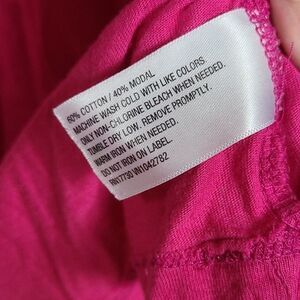 60% COTTON / 40% MODAL
MACHINE WASH COLD WITH LIKE COLORS.
ONLY NON-CHLORINE BLEACH WHEN NEEDED.
TUMBLE DRY LOW. REMOVE PROMPTLY.
WARM IRON WHEN NEEDED.
DO NOT IRON ON LABEL.
RN17730 VN1042782